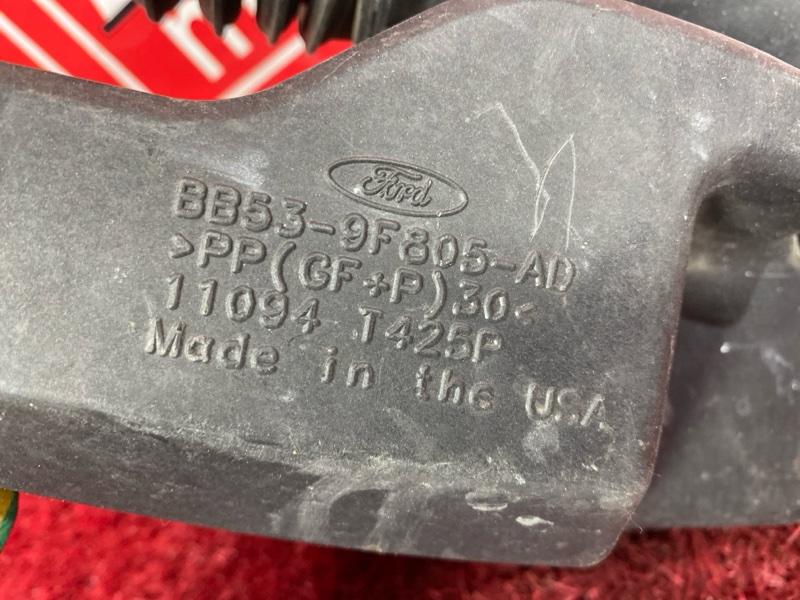 Ford
BB53-9F805-AD
>PP(GF+P)30<
11094 T425P
Made in the USA